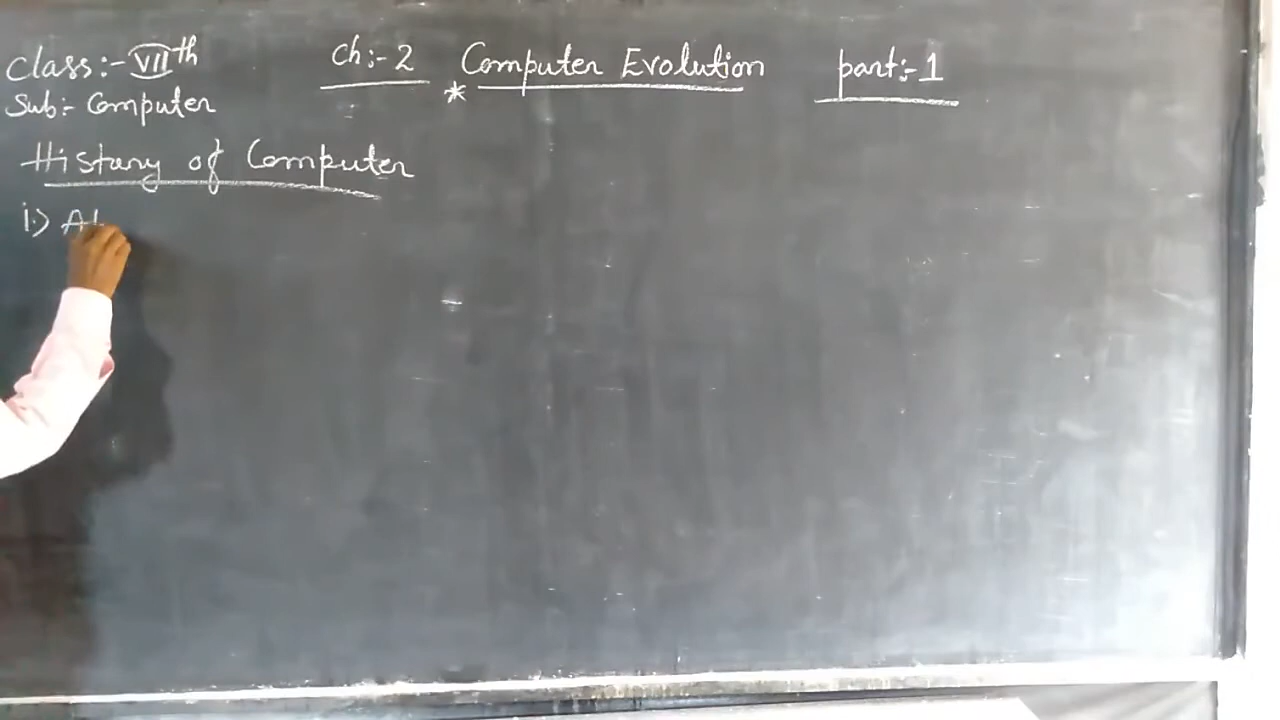 Class:- VIIth ch:- 2 Computer Evolution part:- 1
Sub:- Computer *
History of Computer
i.)